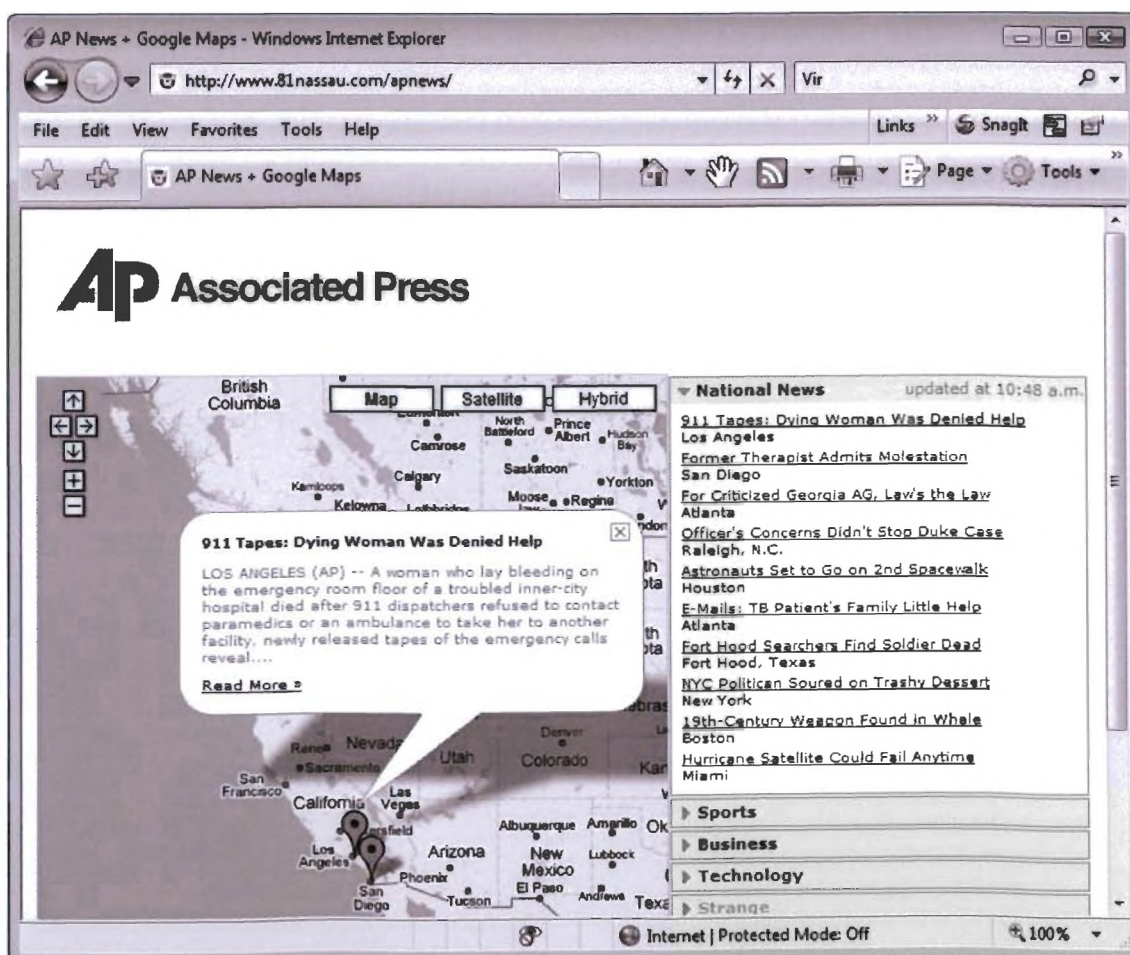 AP News + Google Maps - Windows Internet Explorer
http://www.81nassau.com/apnews/
Vir
File Edit View Favorites Tools Help
Links » SnagIt
AP News + Google Maps
Page Tools »
AP Associated Press
Map Satellite Hybrid
British
Columbia
North
Battleford
Prince
Albert
Hudson
Bay
Camrose
Saskatoon
Calgary
Yorkton
Kamloops
Moose
Regina
Kelowna
Lethbridge
911 Tapes: Dying Woman Was Denied Help
LOS ANGELES (AP) -- A woman who lay bleeding on
the emergency room floor of a troubled inner-city
hospital died after 911 dispatchers refused to contact
paramedics or an ambulance to take her to another
facility, newly released tapes of the emergency calls
reveal....
Read More »
Reno
Nevada
Utah
Denver
Colorado
Kan
Sacramento
San
Francisco
California
Las
Vegas
ersfield
Los
Angeles
San
Diego
Arizona
Phoenix
Tucson
Albuquerque
New
Mexico
El Paso
Amarillo
Lubbock
Andrews
Ok
Texa
National News updated at 10:48 a.m.
911 Tapes: Dying Woman Was Denied Help
Los Angeles
Former Therapist Admits Molestation
San Diego
For Criticized Georgia AG, Law's the Law
Atlanta
Officer's Concerns Didn't Stop Duke Case
Raleigh, N.C.
Astronauts Set to Go on 2nd Spacewalk
Houston
E-Mails: TB Patient's Family Little Help
Atlanta
Fort Hood Searchers Find Soldier Dead
Fort Hood, Texas
NYC Politican Soured on Trashy Dessert
New York
19th-Century Weapon Found in Whale
Boston
Hurricane Satellite Could Fail Anytime
Miami
Sports
Business
Technology
Strange
Internet | Protected Mode: Off
100%